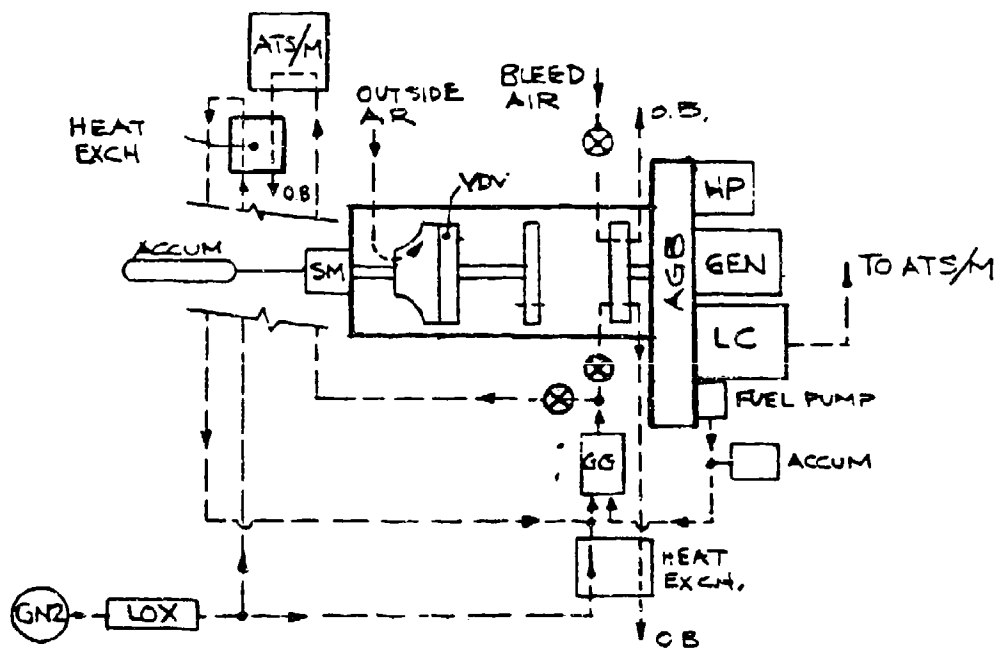 ATS/M
OUTSIDE
AIR
BLEED
AIR
O.B.
HEAT
EXCH
O.B
VDV
HP
ACCUM
SM
AGB
GEN
TO ATS/M
LC
FUEL PUMP
GG
ACCUM
HEAT
EXCH.
GN2
LOX
O B